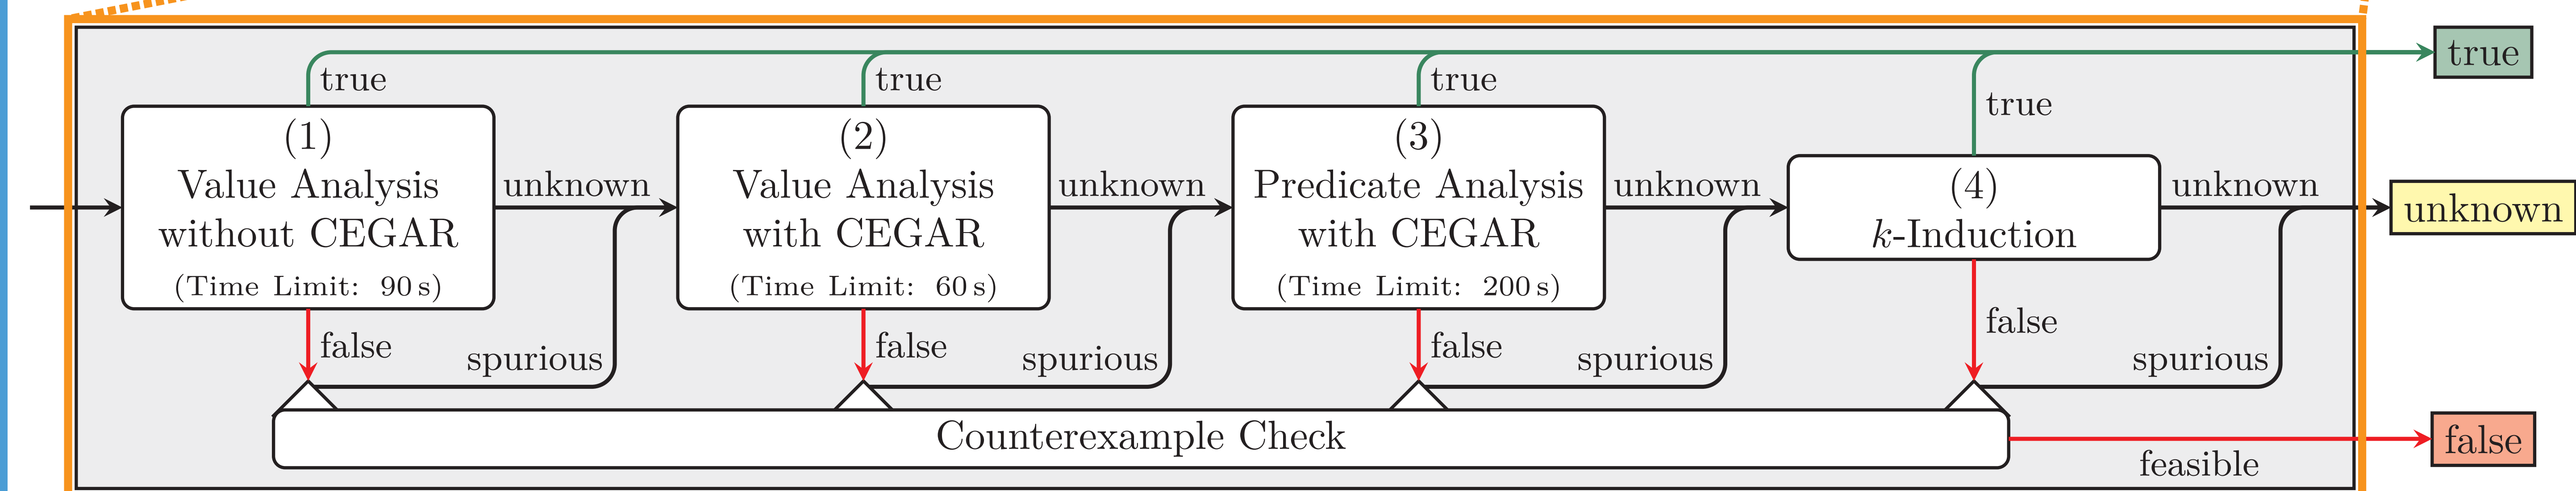 true
true
true
true
true
true
(1)
Value Analysis
without CEGAR
(Time Limit: 90 s)
unknown
(2)
Value Analysis
with CEGAR
(Time Limit: 60 s)
unknown
(3)
Predicate Analysis
with CEGAR
(Time Limit: 200 s)
unknown
(4)
k-Induction
unknown
unknown
false
spurious
false
spurious
false
spurious
false
spurious
Counterexample Check
feasible
false